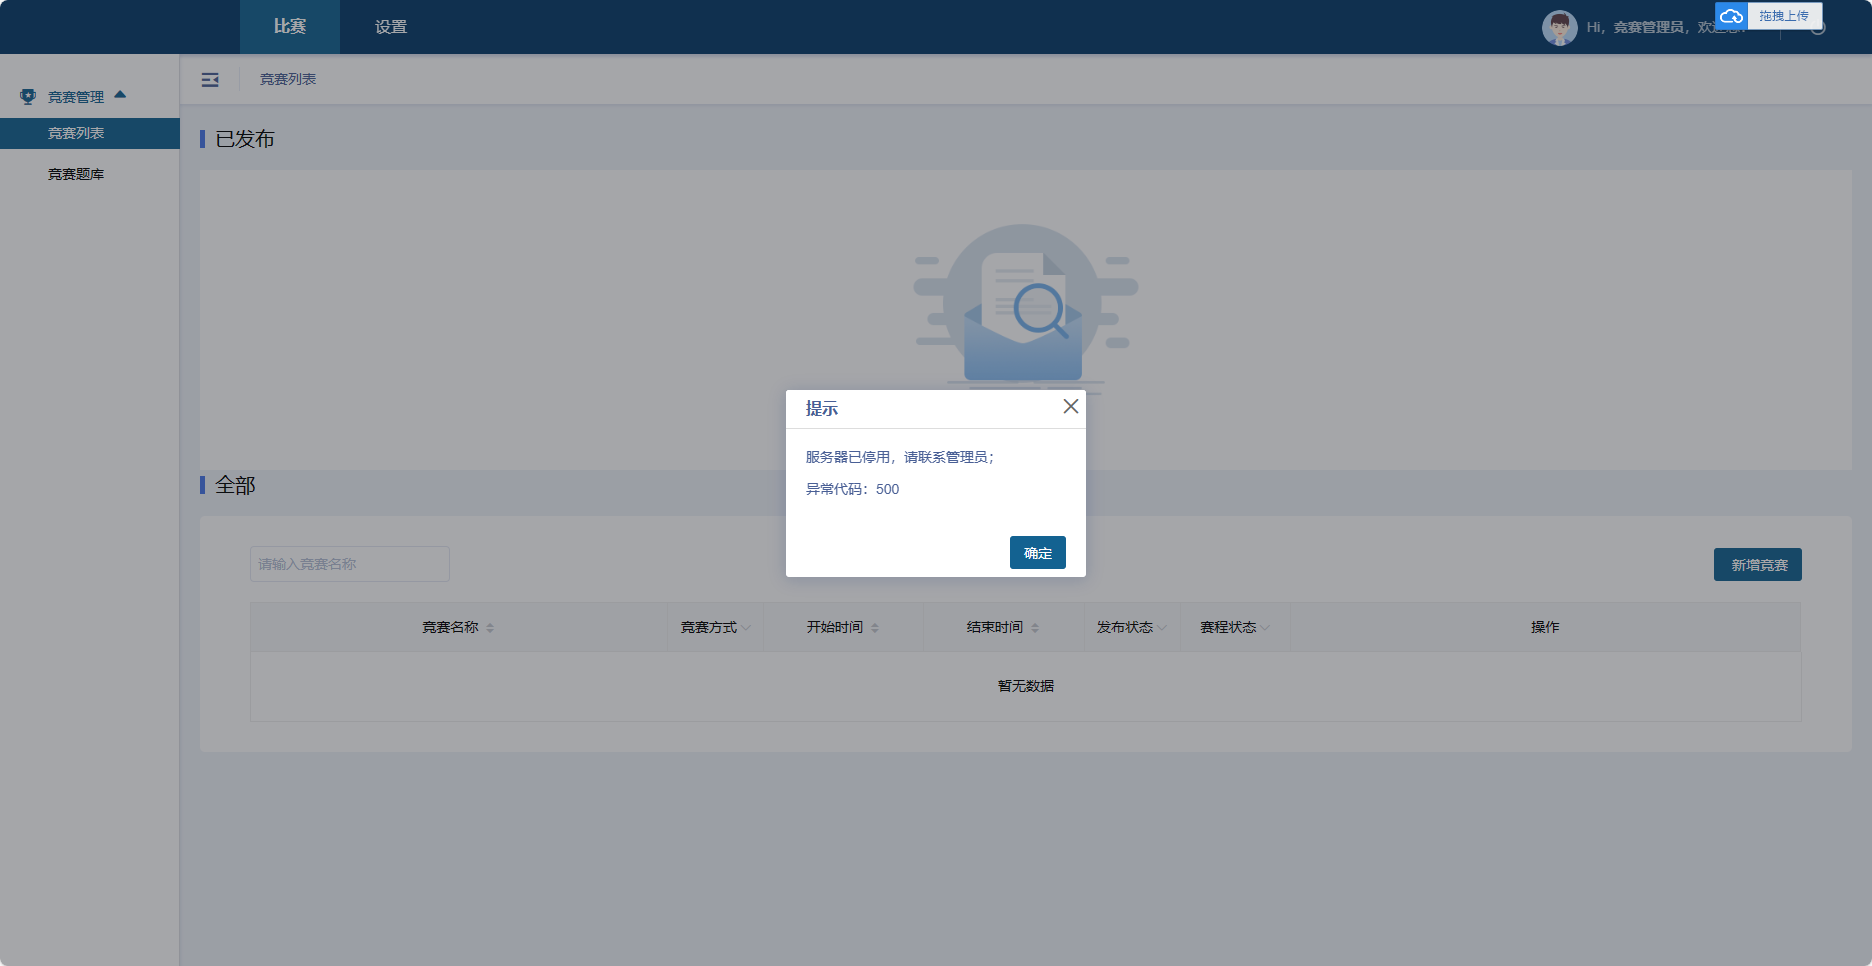 比赛
设置
Hi，竞赛管理员，欢迎您!
拖拽上传
竞赛管理
竞赛列表
竞赛题库
竞赛列表
已发布
提示
服务器已停用，请联系管理员；
异常代码：500
确定
全部
请输入竞赛名称
新增竞赛
竞赛名称
竞赛方式
开始时间
结束时间
发布状态
赛程状态
操作
暂无数据